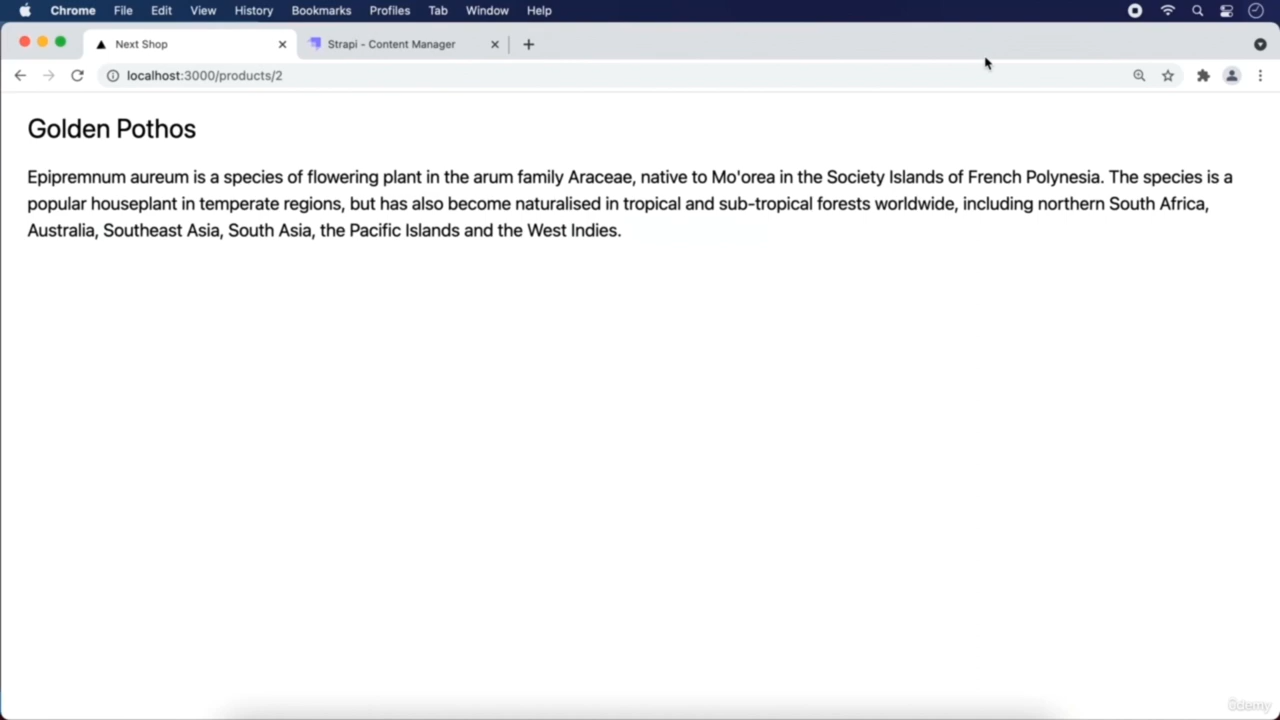 Chrome File Edit View History Bookmarks Profiles Tab Window Help
Next Shop Strapi - Content Manager
localhost:3000/products/2
Golden Pothos
Epipremnum aureum is a species of flowering plant in the arum family Araceae, native to Mo'orea in the Society Islands of French Polynesia. The species is a
popular houseplant in temperate regions, but has also become naturalised in tropical and sub-tropical forests worldwide, including northern South Africa,
Australia, Southeast Asia, South Asia, the Pacific Islands and the West Indies.
ûdemy